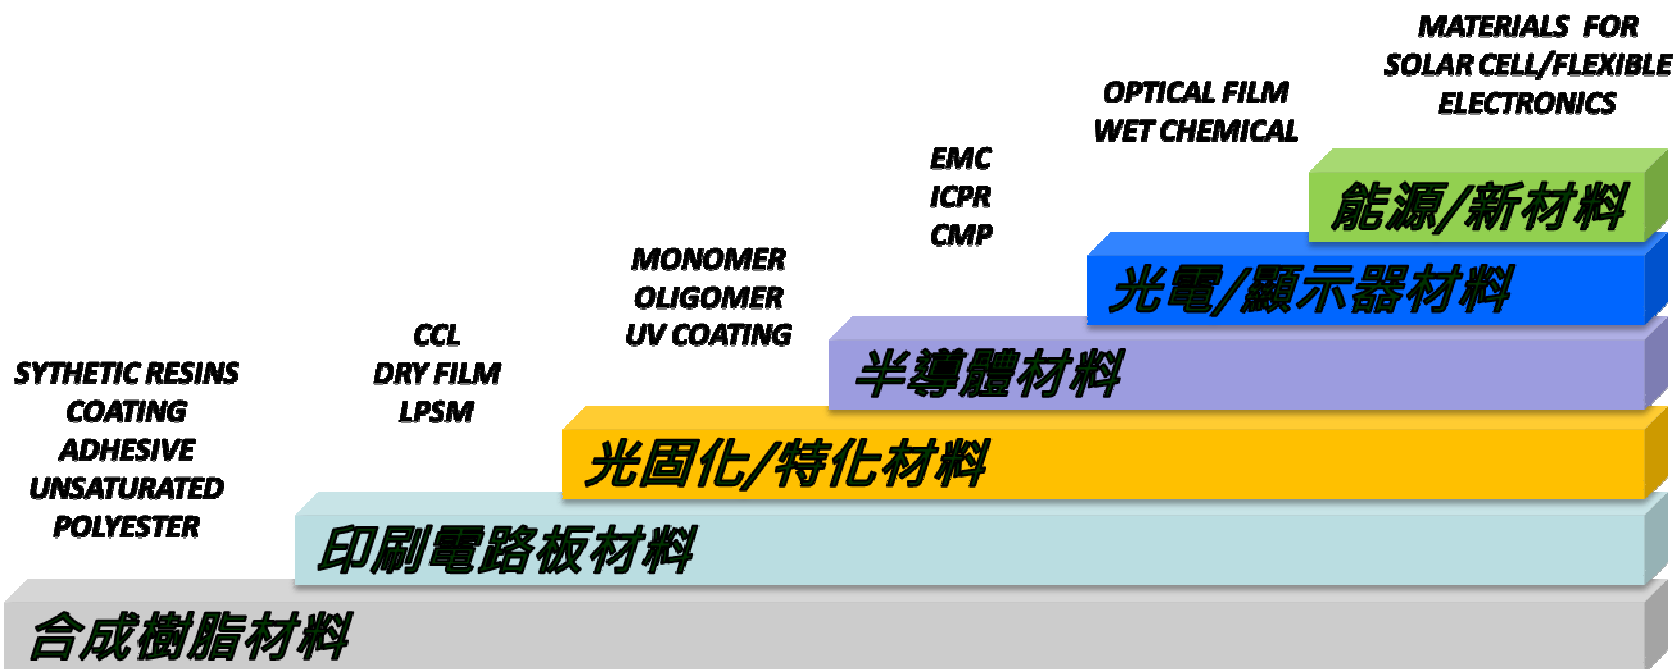 MATERIALS FOR
SOLAR CELL/FLEXIBLE
ELECTRONICS
OPTICAL FILM
WET CHEMICAL
EMC
ICPR
CMP
能源/新材料
MONOMER
OLIGOMER
UV COATING
光電/顯示器材料
CCL
DRY FILM
LPSM
半導體材料
SYTHETIC RESINS
COATING
ADHESIVE
UNSATURATED
POLYESTER
光固化/特化材料
印刷電路板材料
合成樹脂材料